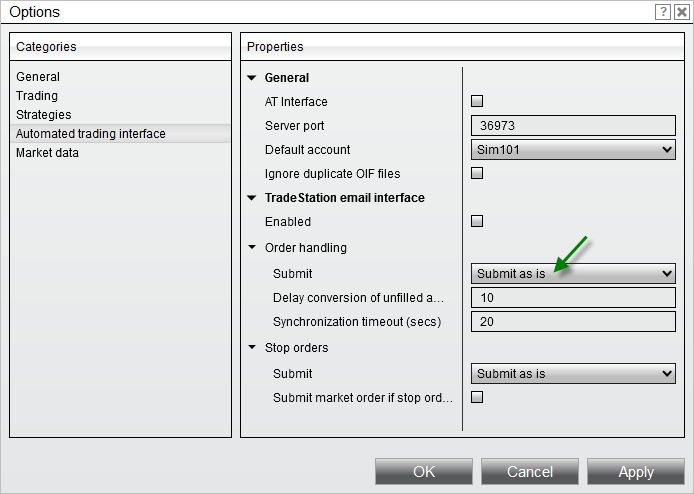 Options
?
Categories
General
Trading
Strategies
Automated trading interface
Market data
Properties
General
AT Interface
Server port 36973
Default account Sim101
Ignore duplicate OIF files
TradeStation email interface
Enabled
Order handling
Submit Submit as is
Delay conversion of unfilled a... 10
Synchronization timeout (secs) 20
Stop orders
Submit Submit as is
Submit market order if stop ord...
OK Cancel Apply